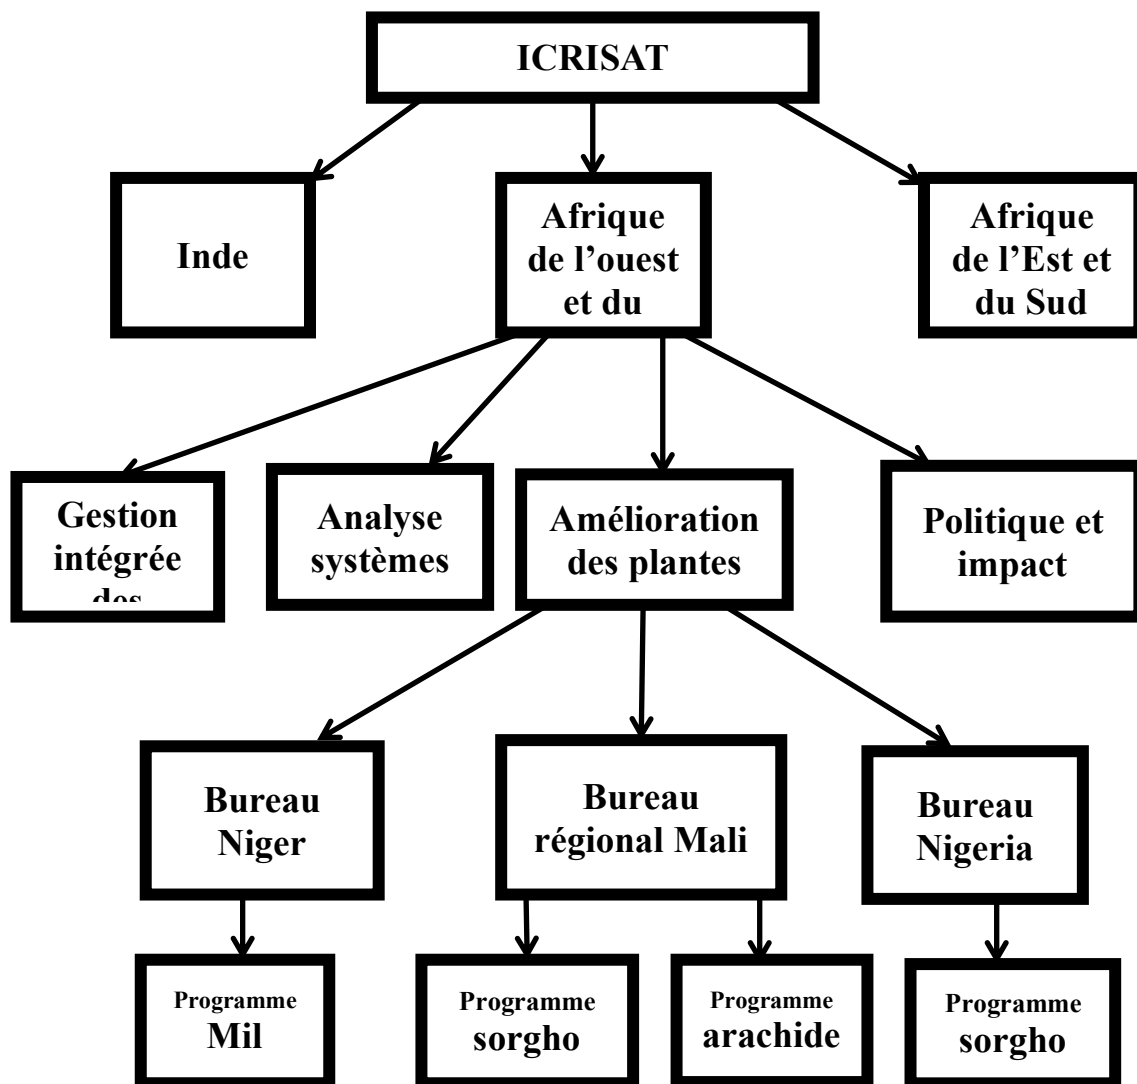 ICRISAT
Inde
Afrique
de l’ouest
et du
Afrique
de l’Est et
du Sud
Gestion
intégrée
des
Analyse
systèmes
Amélioration
des plantes
Politique et
impact
Bureau
Niger
Bureau
régional Mali
Bureau
Nigeria
Programme
Mil
Programme
sorgho
Programme
arachide
Programme
sorgho